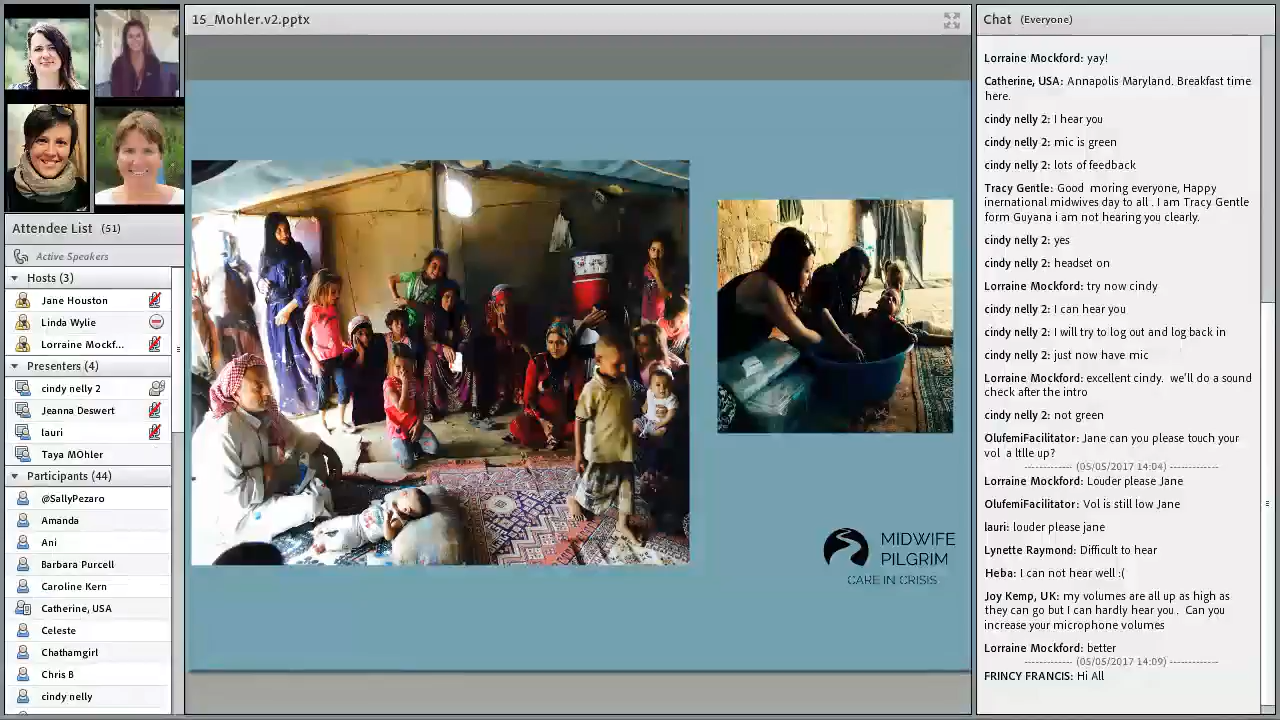 15_Mohler.v2.pptx
MIDWIFE
PILGRIM
CARE IN CRISIS
Attendee List (51)
Active Speakers
Hosts (3)
Jane Houston
Linda Wylie
Lorraine Mockf...
Presenters (4)
cindy nelly 2
Jeanna Deswert
lauri
Taya MOhler
Participants (44)
@SallyPezaro
Amanda
Ani
Barbara Purcell
Caroline Kern
Catherine, USA
Celeste
Chathamgirl
Chris B
cindy nelly
Chat (Everyone)
Lorraine Mockford: yay!
Catherine, USA: Annapolis Maryland. Breakfast time
here.
cindy nelly 2: I hear you
cindy nelly 2: mic is green
cindy nelly 2: lots of feedback
Tracy Gentle: Good moring everyone, Happy
inernational midwives day to all . I am Tracy Gentle
form Guyana i am not hearing you clearly.
cindy nelly 2: yes
cindy nelly 2: headset on
Lorraine Mockford: try now cindy
cindy nelly 2: I can hear you
cindy nelly 2: I will try to log out and log back in
cindy nelly 2: just now have mic
Lorraine Mockford: excellent cindy. we'll do a sound
check after the intro
cindy nelly 2: not green
OlufemiFacilitator: Jane can you please touch your
vol a ltlle up?
------------ (05/05/2017 14:04) ------------
Lorraine Mockford: Louder please Jane
OlufemiFacilitator: Vol is still low Jane
lauri: louder please jane
Lynette Raymond: Difficult to hear
Heba: I can not hear well :(
Joy Kemp, UK: my volumes are all up as high as
they can go but I can hardly hear you . Can you
increase your microphone volumes
Lorraine Mockford: better
------------ (05/05/2017 14:09) ------------
FRINCY FRANCIS: Hi All